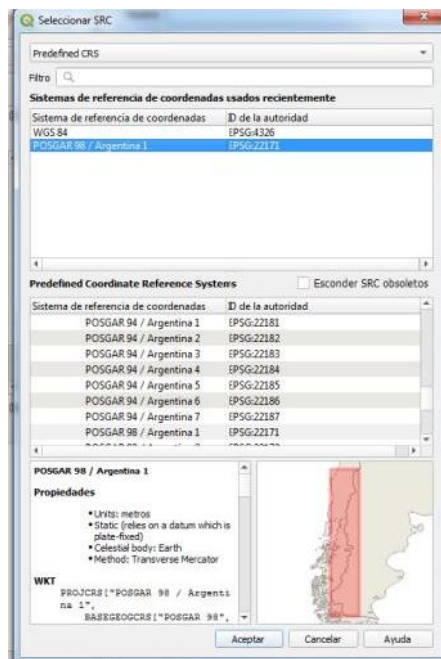 Seleccionar SRC
Predefined CRS
Filtro
Sistemas de referencia de coordenadas usados recientemente
Sistema de referencia de coordenadas ID de la autoridad
WGS 84 EPSG:4326
POSGAR 98 / Argentina 1 EPSG:22171
Predefined Coordinate Reference Systems Esconder SRC obsoletos
Sistema de referencia de coordenadas ID de la autoridad
POSGAR 94 / Argentina 1 EPSG:22181
POSGAR 94 / Argentina 2 EPSG:22182
POSGAR 94 / Argentina 3 EPSG:22183
POSGAR 94 / Argentina 4 EPSG:22184
POSGAR 94 / Argentina 5 EPSG:22185
POSGAR 94 / Argentina 6 EPSG:22186
POSGAR 94 / Argentina 7 EPSG:22187
POSGAR 98 / Argentina 1 EPSG:22171
POSGAR 98 / Argentina 1
Propiedades
• Units: metros
• Static (relies on a datum which is
plate-fixed)
• Celestial body: Earth
• Method: Transverse Mercator
WKT
PROJCRS["POSGAR 98 / Argenti
na 1",
BASEGEOGCRS["POSGAR 98",
Aceptar Cancelar Ayuda